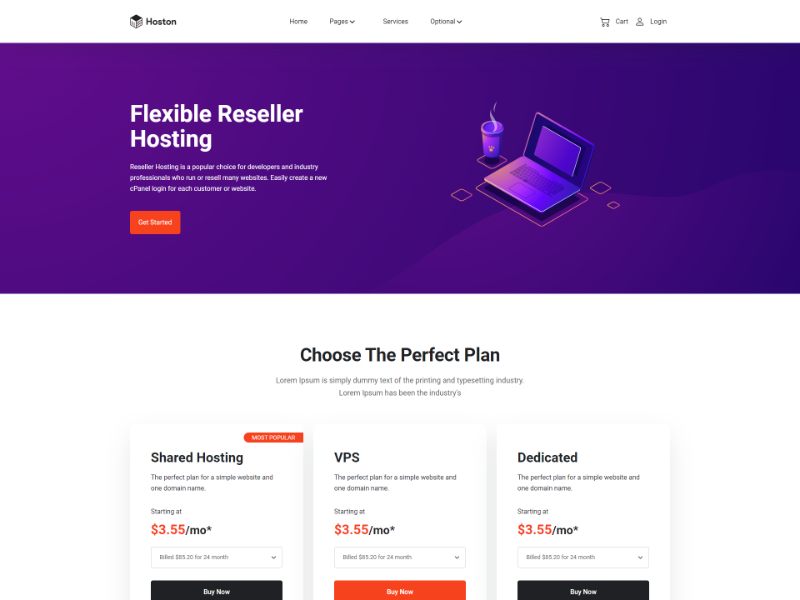 Hoston
Home
Pages
Services
Optional
Cart
Login
Flexible Reseller
Hosting
Reseller Hosting is a popular choice for developers and industry
professionals who run or resell many websites. Easily create a new
cPanel login for each customer or website.
Get Started
Choose The Perfect Plan
Lorem Ipsum is simply dummy text of the printing and typesetting industry.
Lorem Ipsum has been the industry's
MOST POPULAR
Shared Hosting
The perfect plan for a simple website and
one domain name.
Starting at
$3.55/mo*
Billed $85.20 for 24 month
Buy Now
VPS
The perfect plan for a simple website and
one domain name.
Starting at
$3.55/mo*
Billed $85.20 for 24 month
Buy Now
Dedicated
The perfect plan for a simple website and
one domain name.
Starting at
$3.55/mo*
Billed $85.20 for 24 month
Buy Now